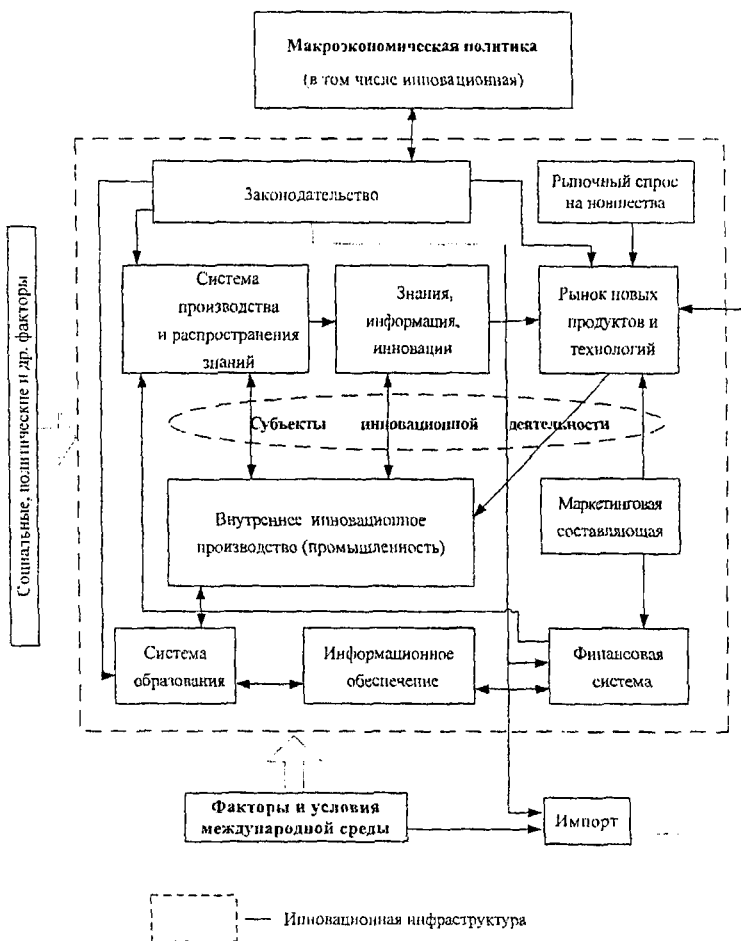 Макроэкономическая политика
(в том числе инновационная)
Законодательство
Рыночный спрос
на новшества
Социальные, политические и др. факторы
Система
производства
и распространения
знаний
Знания,
информация,
инновации
Рынок новых
продуктов и
технологий
Субъекты инновационной деятельности
Внутреннее инновационное
производство (промышленность)
Маркетинговая
составляющая
Система
образования
Информационное
обеспечение
Финансовая
система
Факторы и условия
международной среды
Импорт
— Инновационная инфраструктура